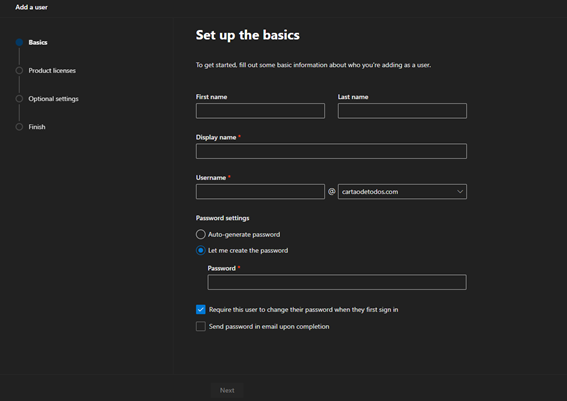 Add a user
Basics
Product licenses
Optional settings
Finish
Set up the basics
To get started, fill out some basic information about who you're adding as a user.
First name
Last name
Display name *
Username *
@ cartaodetodos.com
Password settings
Auto-generate password
Let me create the password
Password *
Require this user to change their password when they first sign in
Send password in email upon completion
Next